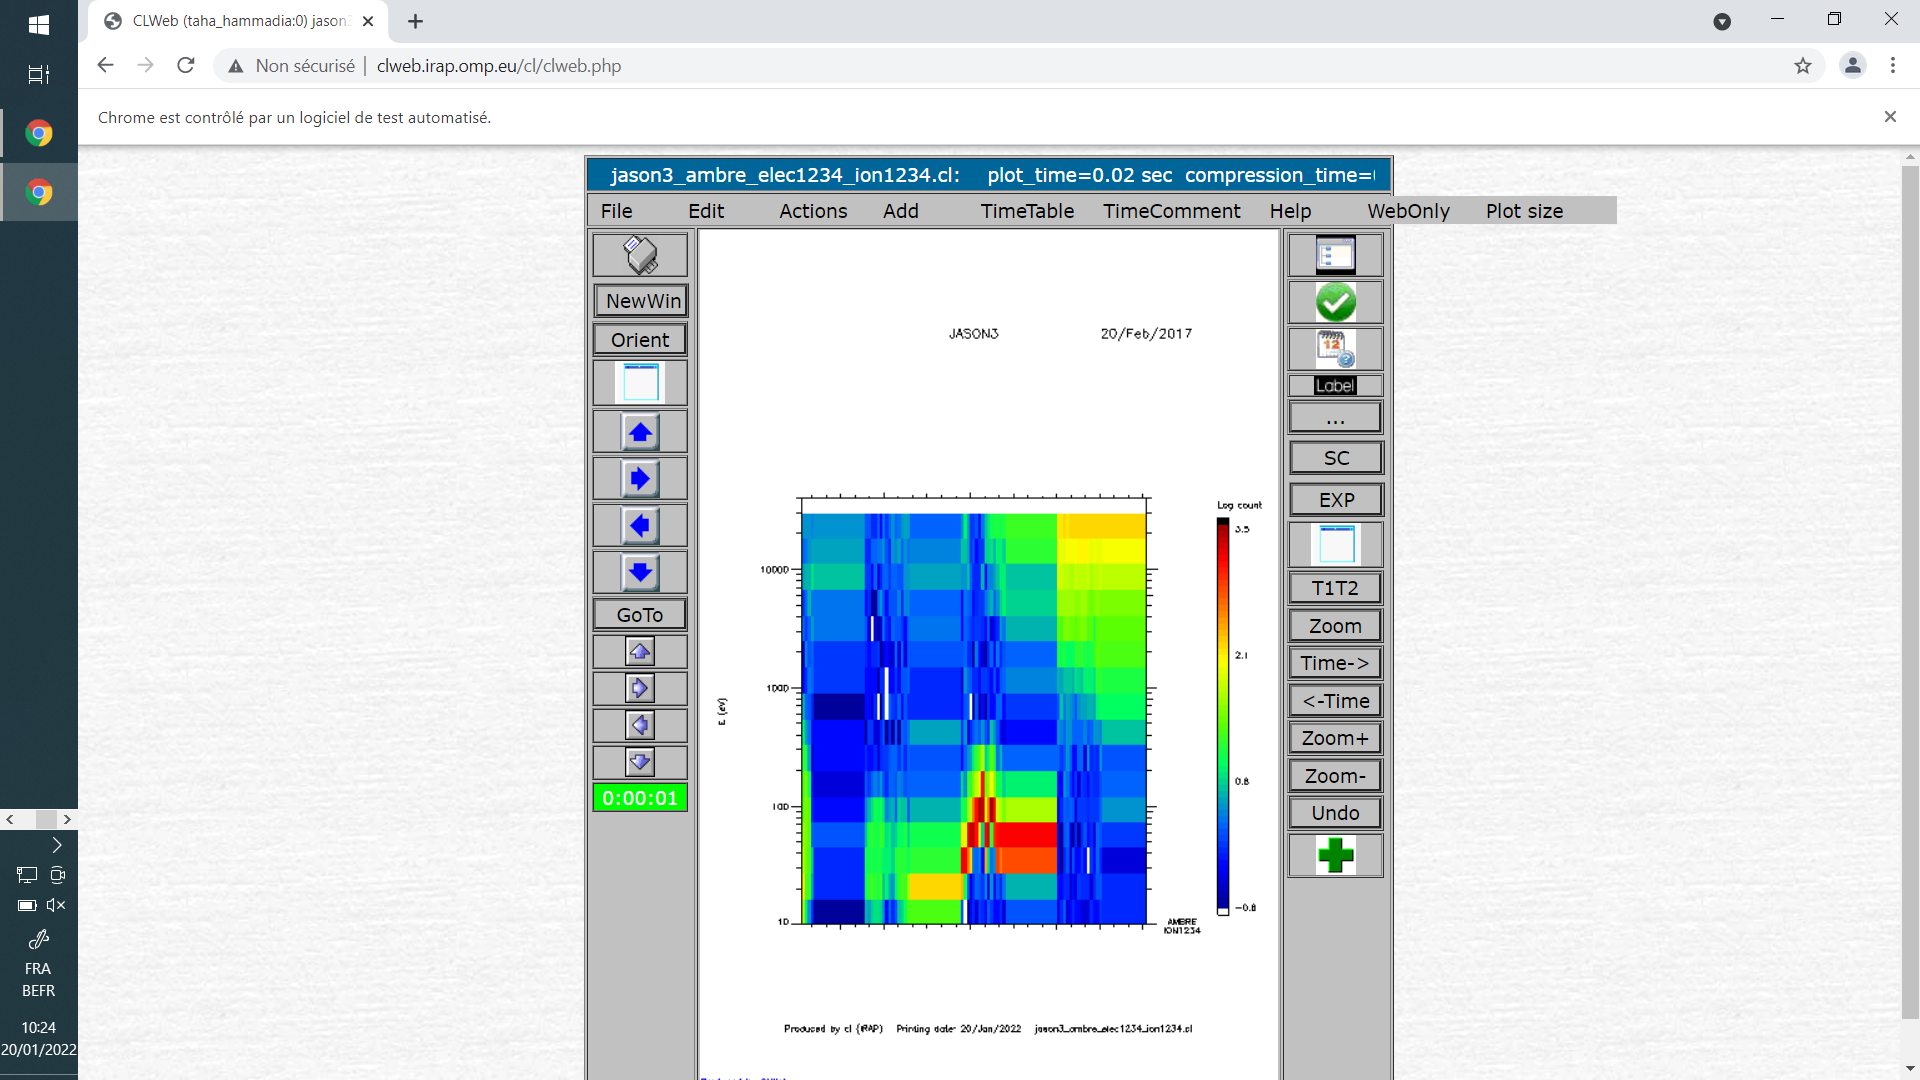 CLWeb (taha_hammadia:0) jason3
Non sécurisé | clweb.irap.omp.eu/cl/clweb.php
Chrome est contrôlé par un logiciel de test automatisé.
jason3_ambre_elec1234_ion1234.cl: plot_time=0.02 sec compression_time=
File Edit Actions Add TimeTable TimeComment Help WebOnly Plot size
NewWin
Orient
GoTo
0:00:01
JASON3 20/Feb/2017
Log count
3.5
2.1
0.8
-0.8
10000
1000
100
10
E (eV)
AMBRE
ION1234
Produced by cl (IRAP) Printing date: 20/Jan/2022 jason3_ambre_elec1234_ion1234.cl
12
Label
...
SC
EXP
T1T2
Zoom
Time->
<-Time
Zoom+
Zoom-
Undo
FRA
BEFR
10:24
20/01/2022